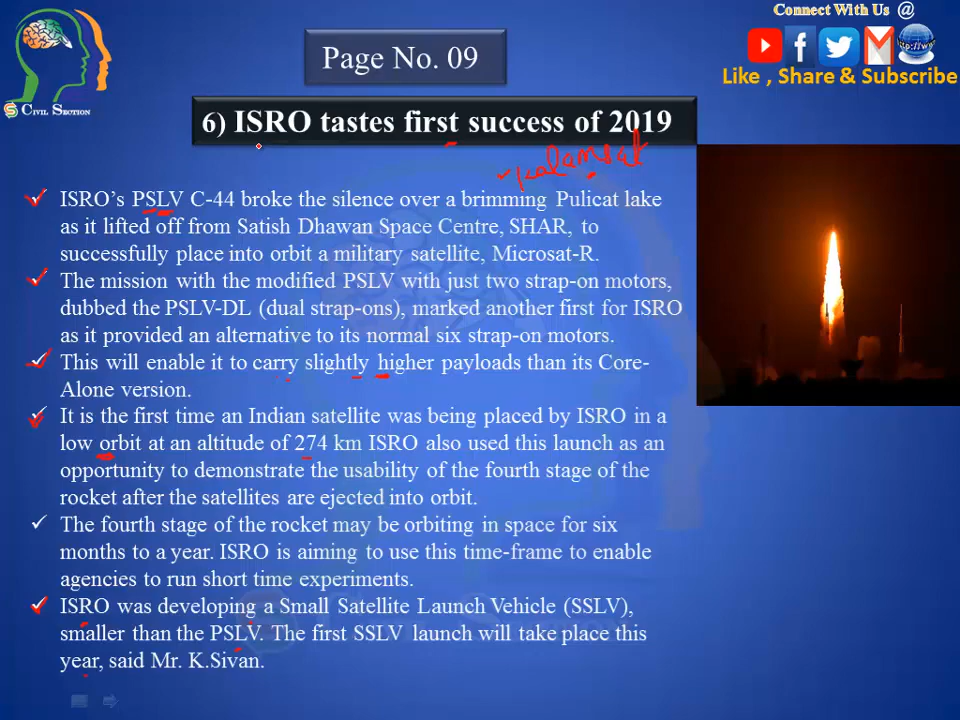 Connect With Us @
Page No. 09
http://www
Like , Share & Subscribe
CIVIL SECTION
6) ISRO tastes first success of 2019
kalamsat
ISRO's PSLV C-44 broke the silence over a brimming Pulicat lake
as it lifted off from Satish Dhawan Space Centre, SHAR, to
successfully place into orbit a military satellite, Microsat-R.
The mission with the modified PSLV with just two strap-on motors,
dubbed the PSLV-DL (dual strap-ons), marked another first for ISRO
as it provided an alternative to its normal six strap-on motors.
This will enable it to carry slightly higher payloads than its Core-
Alone version.
It is the first time an Indian satellite was being placed by ISRO in a
low orbit at an altitude of 274 km ISRO also used this launch as an
opportunity to demonstrate the usability of the fourth stage of the
rocket after the satellites are ejected into orbit.
The fourth stage of the rocket may be orbiting in space for six
months to a year. ISRO is aiming to use this time-frame to enable
agencies to run short time experiments.
ISRO was developing a Small Satellite Launch Vehicle (SSLV),
smaller than the PSLV. The first SSLV launch will take place this
year, said Mr. K.Sivan.